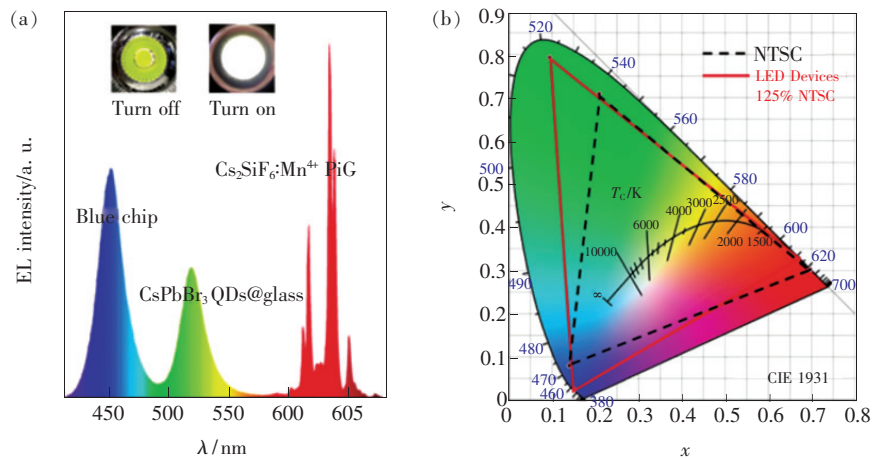 (a)
Turn off
Turn on
Cs₂SiF₆:Mn⁴⁺ PiG
Blue chip
CsPbBr₃ QDs@glass
EL intensity/a. u.
450
500
550
600
605
λ/nm
(b)
0.9
0.8
0.7
0.6
0.5
0.4
0.3
0.2
0.1
0
y
520
540
560
580
600
620
700
500
490
480
470
460
380
NTSC
LED Devices
125% NTSC
T_C/K
2500
3000
4000
6000
10000
2000
1500
∞
CIE 1931
0
0.1
0.2
0.3
0.4
0.5
0.6
0.7
0.8
x